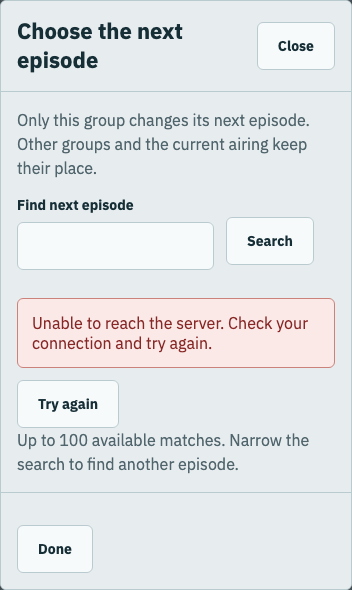 Choose the next
episode
Close
Only this group changes its next episode.
Other groups and the current airing keep
their place.
Find next episode
Search
Unable to reach the server. Check your
connection and try again.
Try again
Up to 100 available matches. Narrow the
search to find another episode.
Done